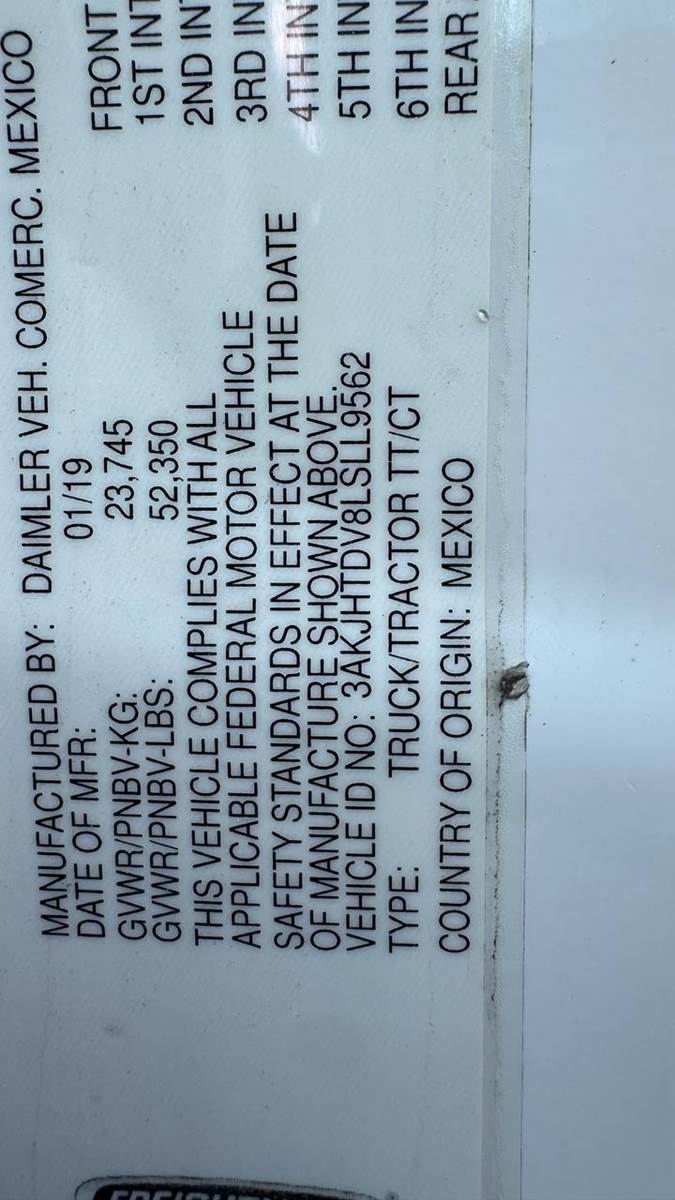 MANUFACTURED BY: DAIMLER VEH. COMERC. MEXICO
DATE OF MFR: 01/19 FRONT
GVWR/PNBV-KG: 23,745 1ST INT
GVWR/PNBV-LBS: 52,350 2ND IN
THIS VEHICLE COMPLIES WITH ALL 3RD IN
APPLICABLE FEDERAL MOTOR VEHICLE 4TH IN
SAFETY STANDARDS IN EFFECT AT THE DATE 5TH IN
OF MANUFACTURE SHOWN ABOVE. 6TH IN
VEHICLE ID NO: 3AKJHTDV8LSLL9562 REAR
TYPE: TRUCK/TRACTOR TT/CT
COUNTRY OF ORIGIN: MEXICO